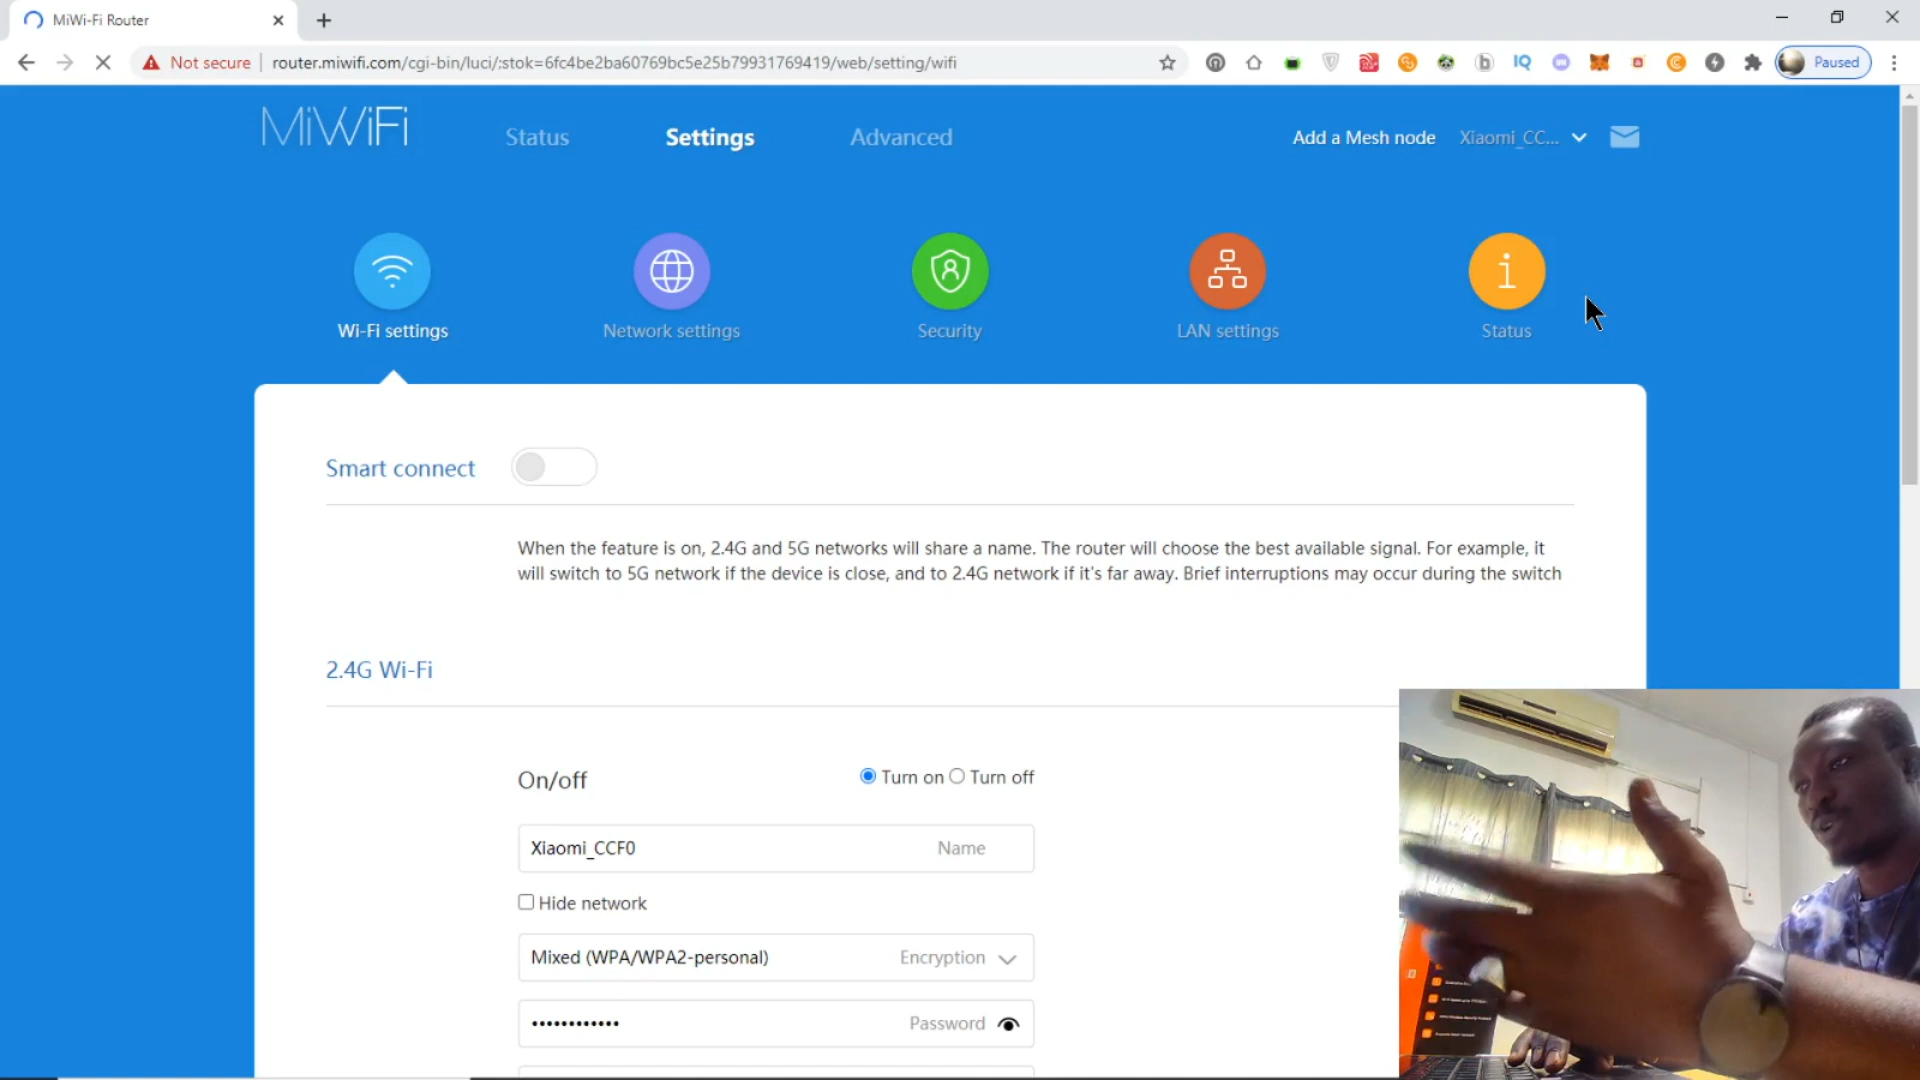 MiWi-Fi Router
Not secure
router.miwifi.com/cgi-bin/luci/;stok=6fc4be2ba60769bc5e25b79931769419/web/setting/wifi
Paused
MiWiFi
Status
Settings
Advanced
Add a Mesh node
Xiaomi_CC...
Wi-Fi settings
Network settings
Security
LAN settings
Status
Smart connect
When the feature is on, 2.4G and 5G networks will share a name. The router will choose the best available signal. For example, it
will switch to 5G network if the device is close, and to 2.4G network if it's far away. Brief interruptions may occur during the switch
2.4G Wi-Fi
On/off
Turn on
Turn off
Xiaomi_CCF0
Name
Hide network
Mixed (WPA/WPA2-personal)
Encryption
Password